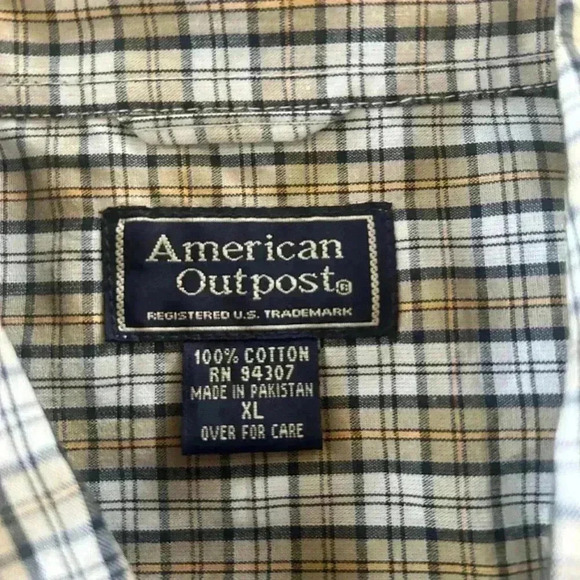 American
Outpost®
REGISTERED U.S. TRADEMARK
100% COTTON
RN 94307
MADE IN PAKISTAN
XL
OVER FOR CARE